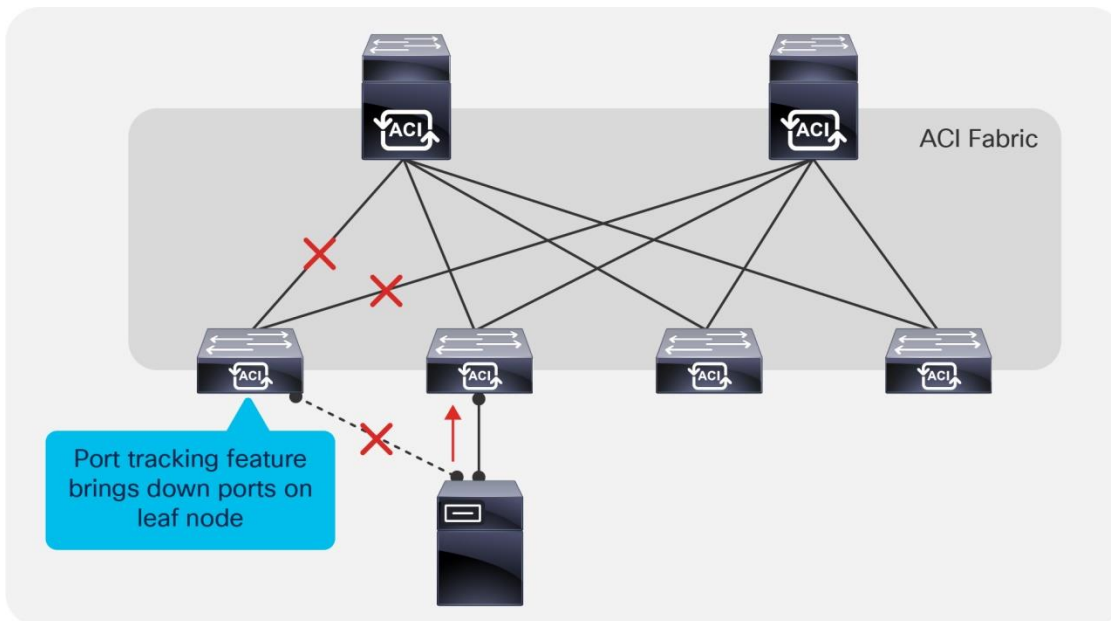 ACI
ACI
ACI Fabric
ACI
ACI
ACI
ACI
Port tracking feature
brings down ports on
leaf node